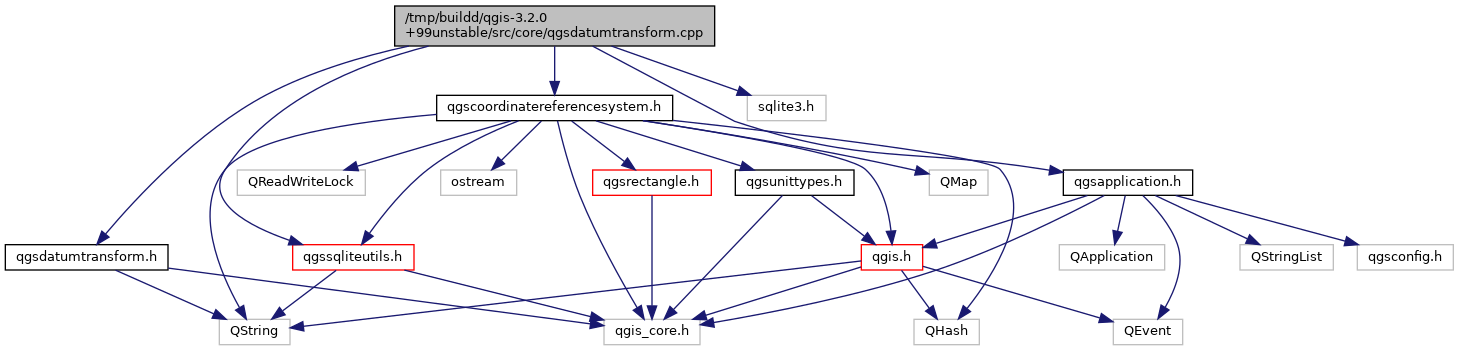 /tmp/buildd/qgis-3.2.0
+99unstable/src/core/qgsdatumtransform.cpp
qgscoordinatereferencesystem.h
sqlite3.h
QReadWriteLock
ostream
qgsrectangle.h
qgsunittypes.h
QMap
qgsapplication.h
qgsdatumtransform.h
qgssqliteutils.h
qgis.h
QApplication
QStringList
qgsconfig.h
QString
qgis_core.h
QHash
QEvent